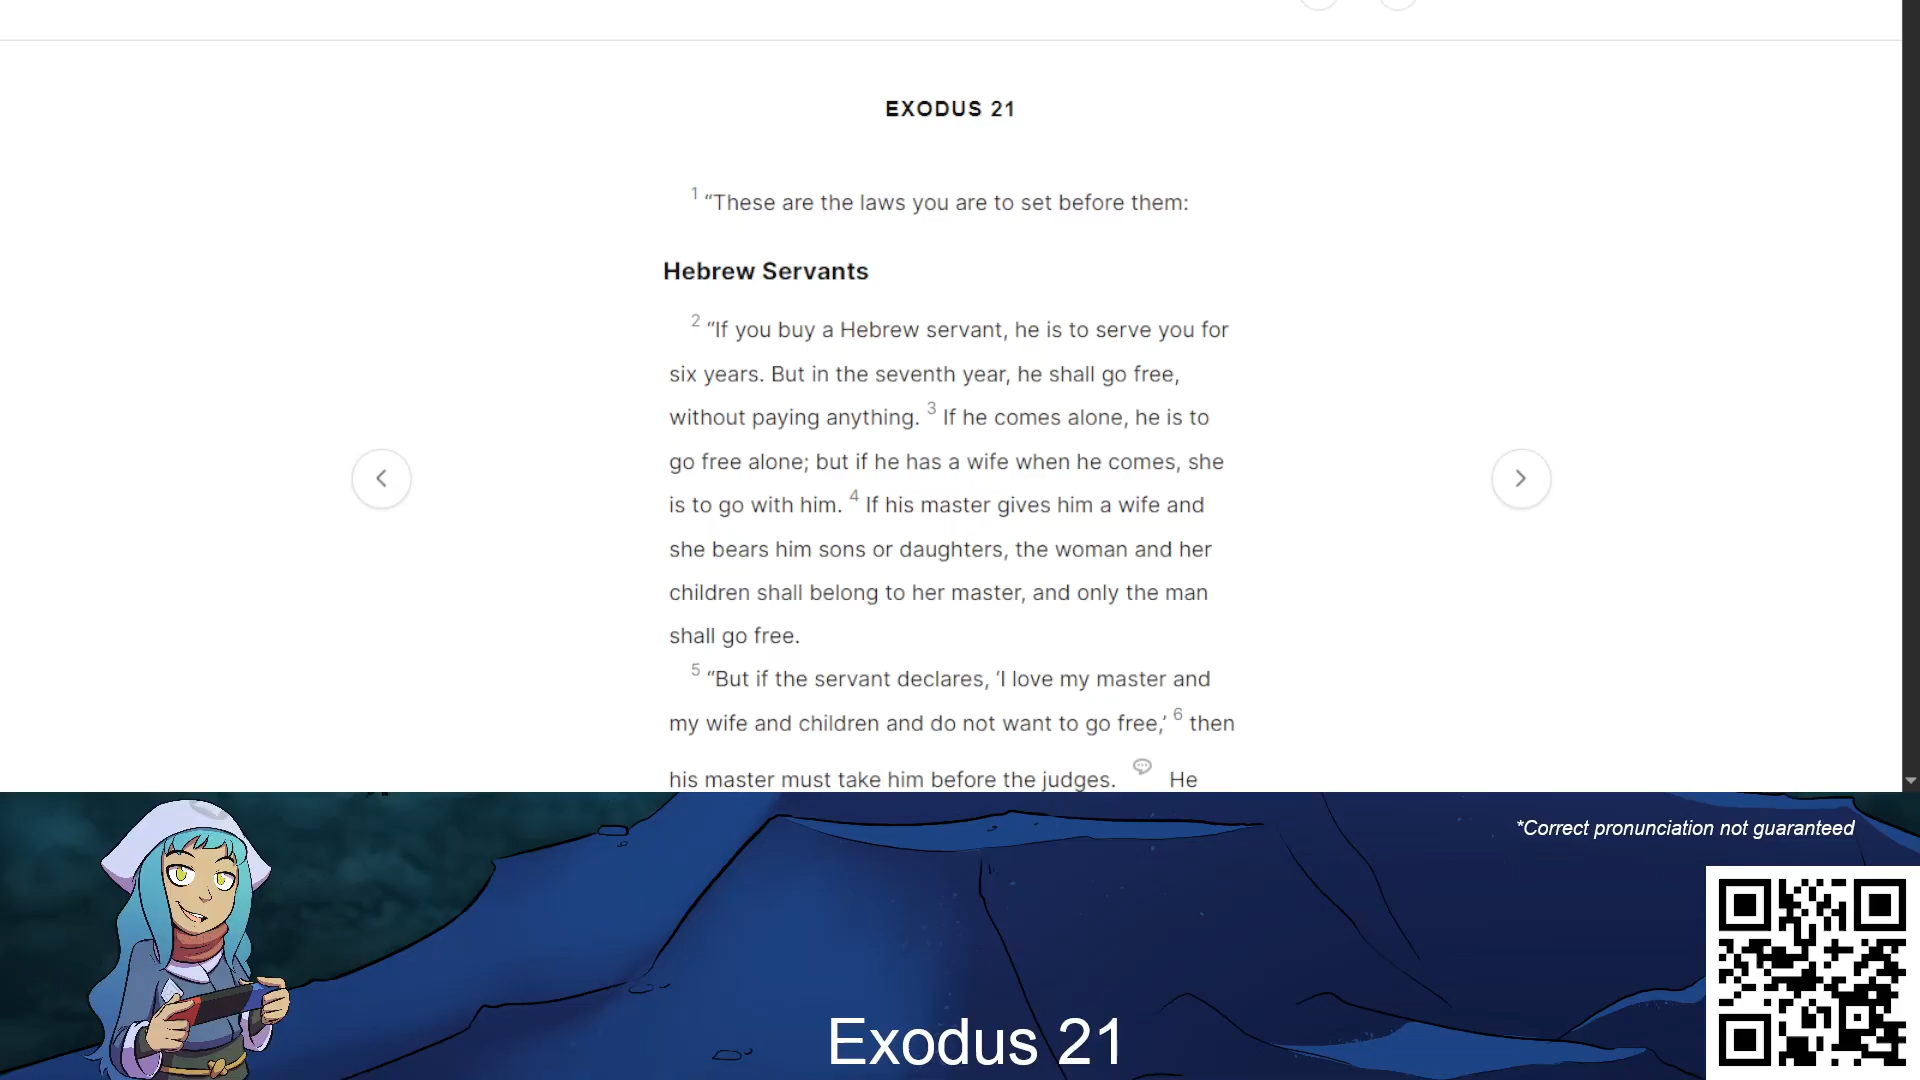 EXODUS 21
1 “These are the laws you are to set before them:
Hebrew Servants
2 “If you buy a Hebrew servant, he is to serve you for
six years. But in the seventh year, he shall go free,
without paying anything. 3 If he comes alone, he is to
go free alone; but if he has a wife when he comes, she
is to go with him. 4 If his master gives him a wife and
she bears him sons or daughters, the woman and her
children shall belong to her master, and only the man
shall go free.
5 “But if the servant declares, ‘I love my master and
my wife and children and do not want to go free,’ 6 then
his master must take him before the judges. He
*Correct pronunciation not guaranteed
Exodus 21